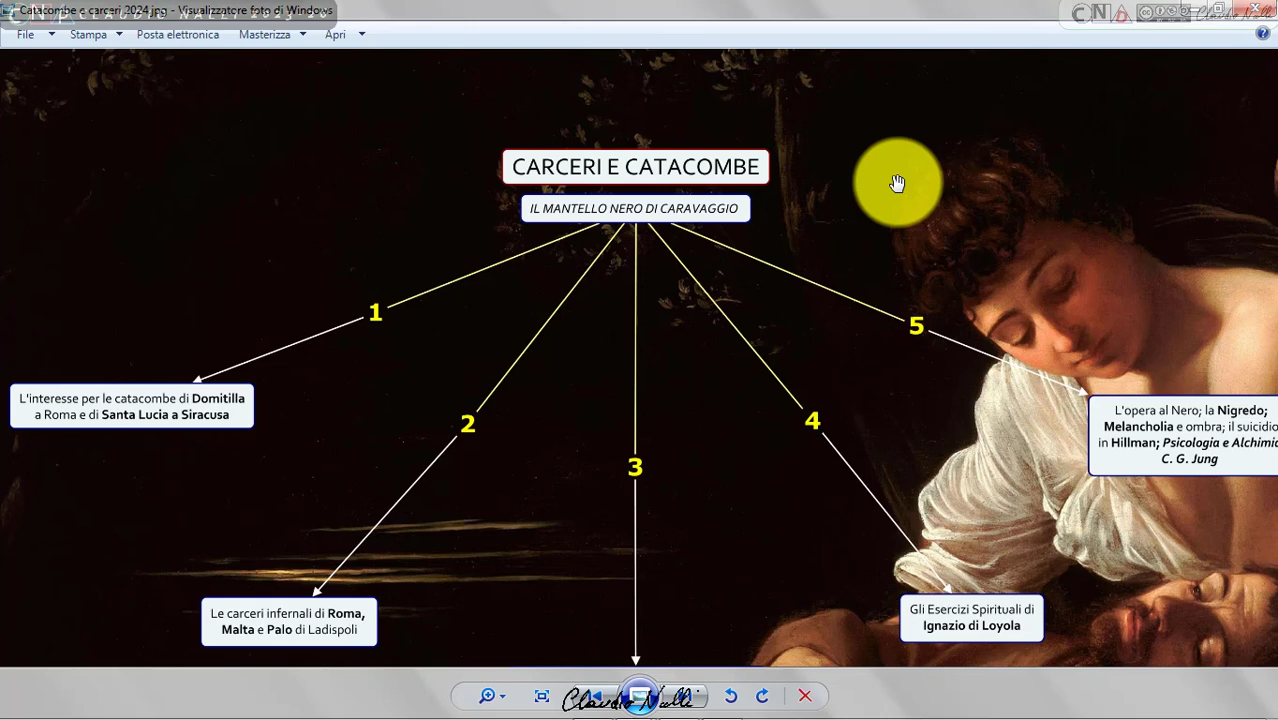 Catacombe e carceri 2024.jpg - Visualizzatore foto di Windows
File
Stampa
Posta elettronica
Masterizza
Apri
CARCERI E CATACOMBE
IL MANTELLO NERO DI CARAVAGGIO
1
2
3
4
5
L'interesse per le catacombe di Domitilla
a Roma e di Santa Lucia a Siracusa
L'opera al Nero; la Nigredo;
Melancholia e ombra; il suicidio
in Hillman; Psicologia e Alchimia
C. G. Jung
Le carceri infernali di Roma,
Malta e Palo di Ladispoli
Gli Esercizi Spirituali di
Ignazio di Loyola
Claudio Nalli